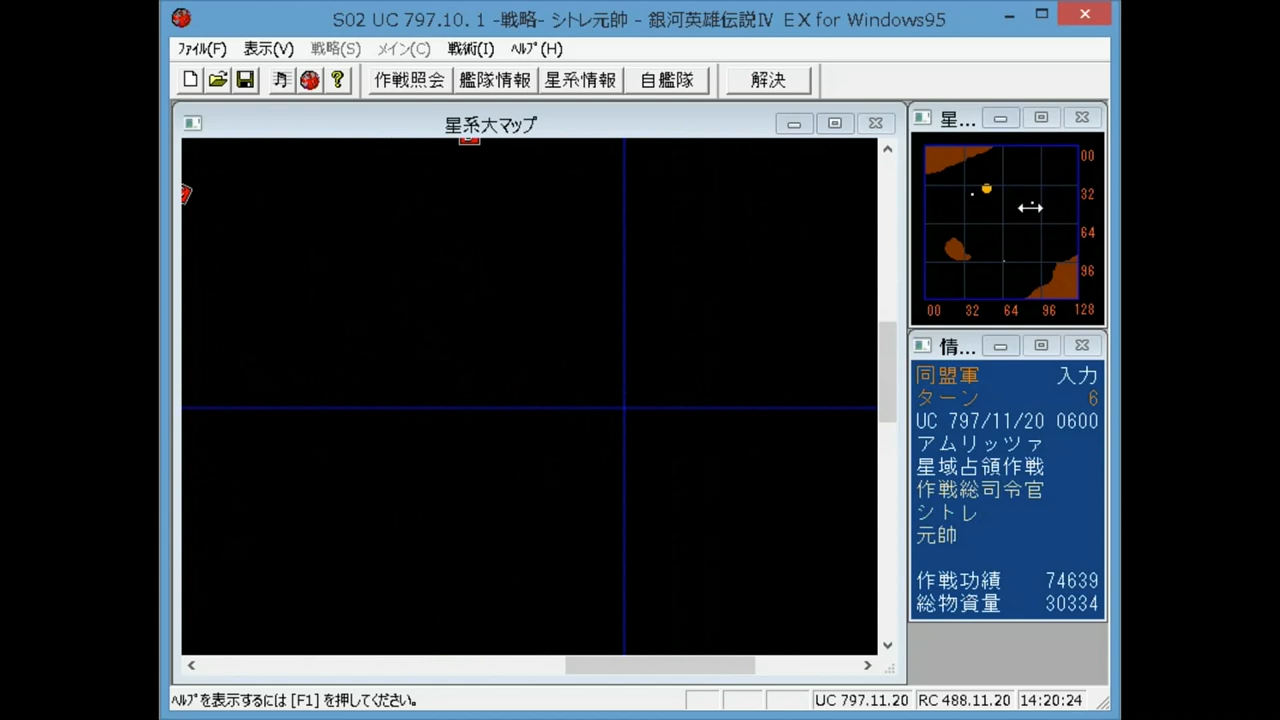 S02 UC 797.10. 1 -戦略- シトレ元帥 - 銀河英雄伝説Ⅳ EX for Windows95
ﾌｧｲﾙ(F) 表示(V) 戦略(S) メイン(C) 戦術(I) ﾍﾙﾌﾟ(H)
作戦照会 艦隊情報 星系情報 自艦隊 解決
星系大マップ
星...
00
32
64
96
00 32 64 96 128
情...
同盟軍 入力
ターン 6
UC 797/11/20 0600
アムリッツァ
星域占領作戦
作戦総司令官
シトレ
元帥
作戦功績 74639
総物資量 30334
ﾍﾙﾌﾟを表示するには [F1] を押してください。 UC 797.11.20 RC 488.11.20 14:20:24